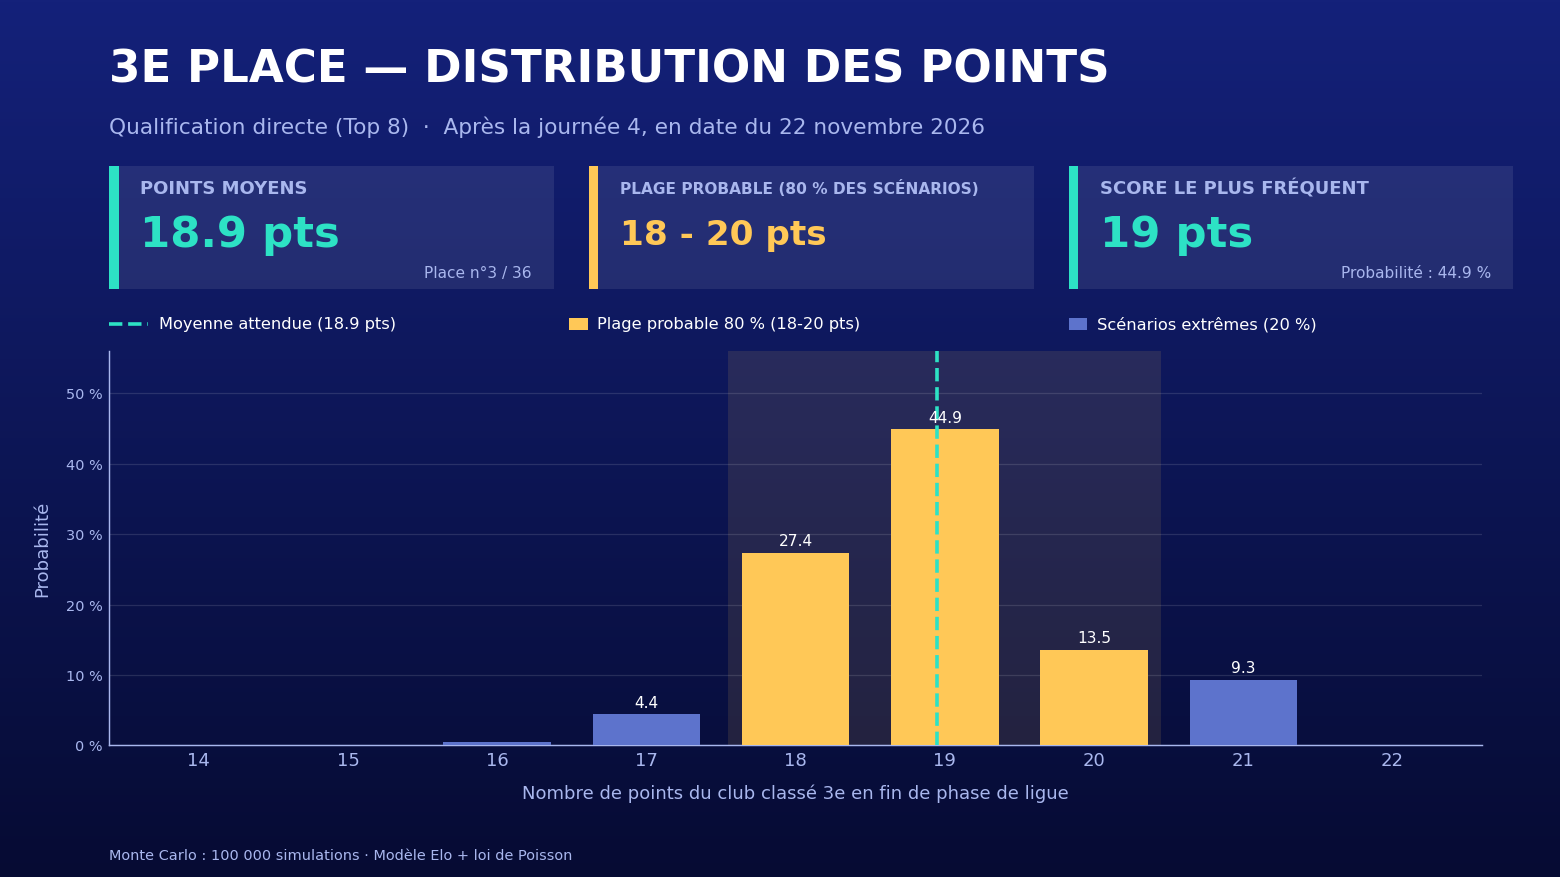 3E PLACE — DISTRIBUTION DES POINTS
Qualification directe (Top 8) · Après la journée 4, en date du 22 novembre 2026
POINTS MOYENS
18.9 pts
Place n°3 / 36
PLAGE PROBABLE (80 % DES SCÉNARIOS)
18 - 20 pts
SCORE LE PLUS FRÉQUENT
19 pts
Probabilité : 44.9 %
Moyenne attendue (18.9 pts)
Plage probable 80 % (18-20 pts)
Scénarios extrêmes (20 %)
Probabilité
50 %
40 %
30 %
20 %
10 %
0 %
4.4
27.4
44.9
13.5
9.3
14 15 16 17 18 19 20 21 22
Nombre de points du club classé 3e en fin de phase de ligue
Monte Carlo : 100 000 simulations · Modèle Elo + loi de Poisson